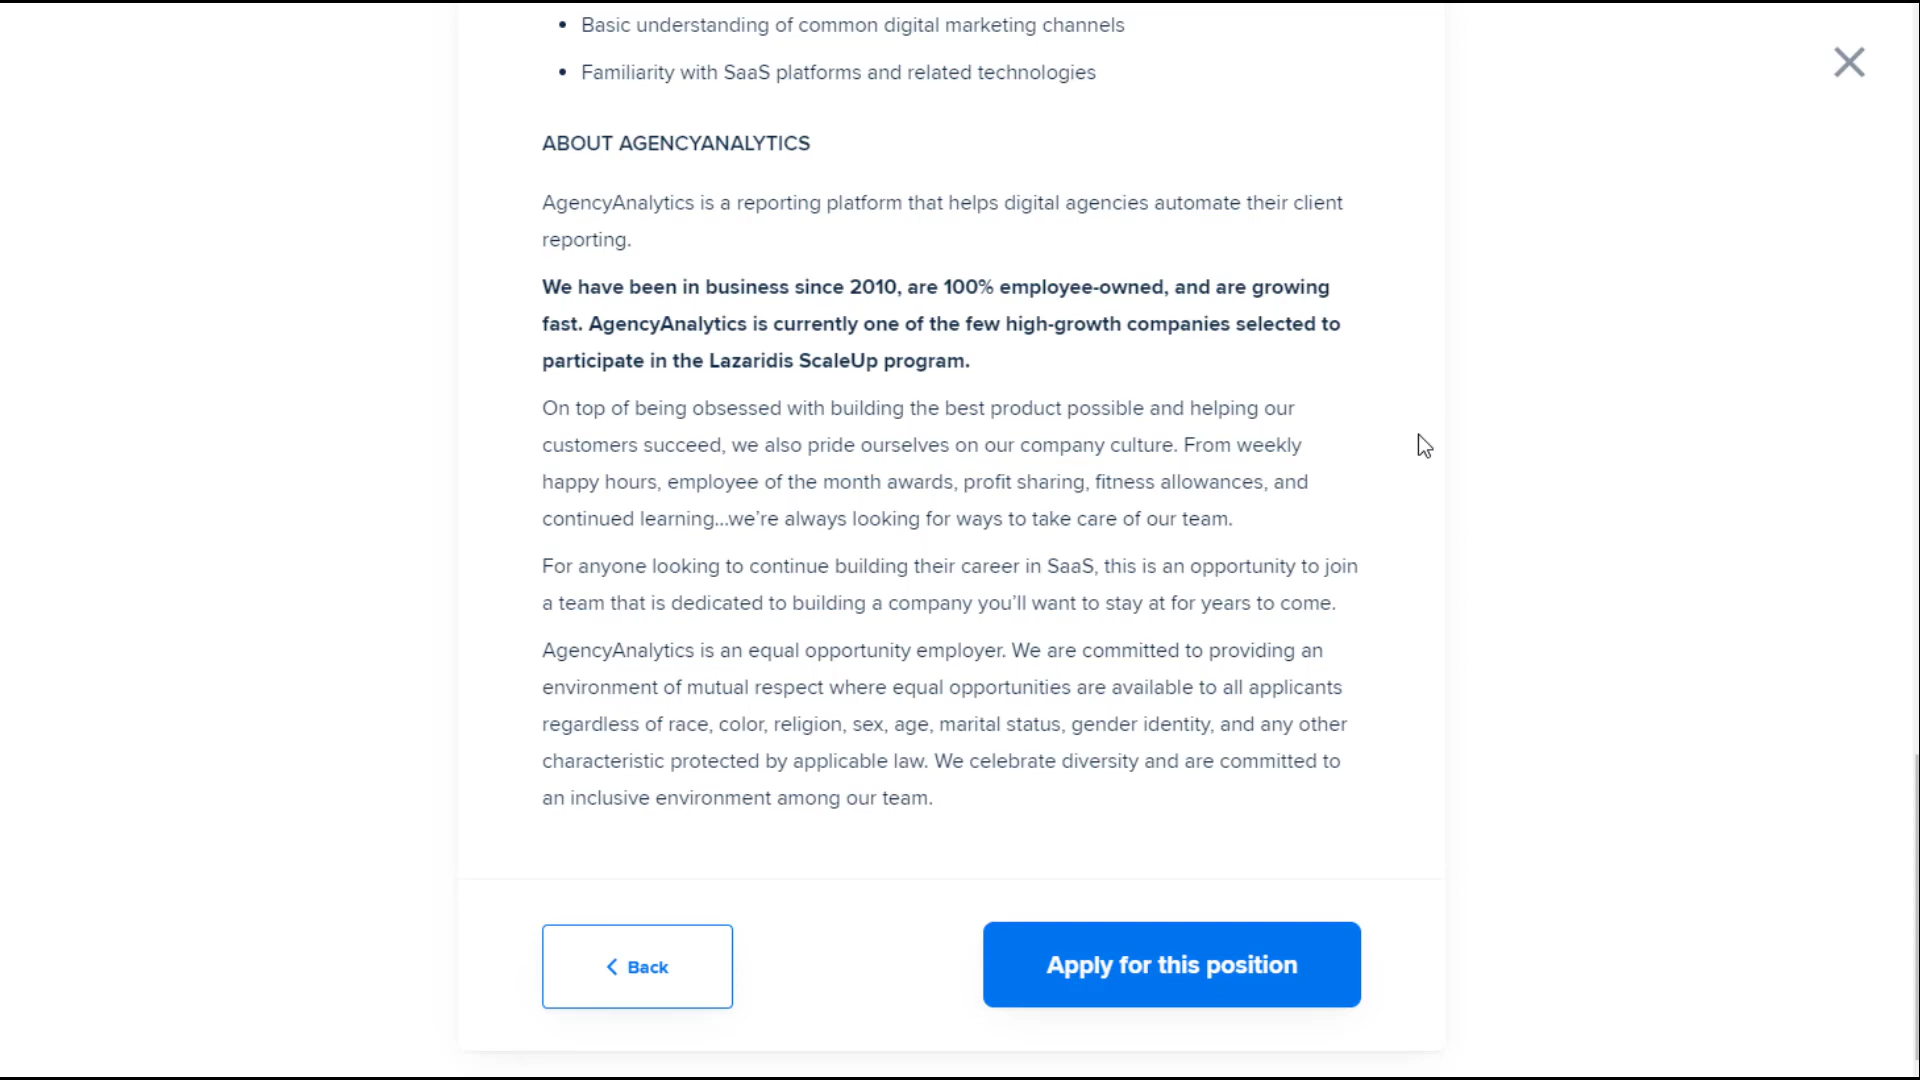 Basic understanding of common digital marketing channels
Familiarity with SaaS platforms and related technologies
ABOUT AGENCYANALYTICS
AgencyAnalytics is a reporting platform that helps digital agencies automate their client
reporting.
We have been in business since 2010, are 100% employee-owned, and are growing
fast. AgencyAnalytics is currently one of the few high-growth companies selected to
participate in the Lazaridis ScaleUp program.
On top of being obsessed with building the best product possible and helping our
customers succeed, we also pride ourselves on our company culture. From weekly
happy hours, employee of the month awards, profit sharing, fitness allowances, and
continued learning...we’re always looking for ways to take care of our team.
For anyone looking to continue building their career in SaaS, this is an opportunity to join
a team that is dedicated to building a company you’ll want to stay at for years to come.
AgencyAnalytics is an equal opportunity employer. We are committed to providing an
environment of mutual respect where equal opportunities are available to all applicants
regardless of race, color, religion, sex, age, marital status, gender identity, and any other
characteristic protected by applicable law. We celebrate diversity and are committed to
an inclusive environment among our team.
Back
Apply for this position